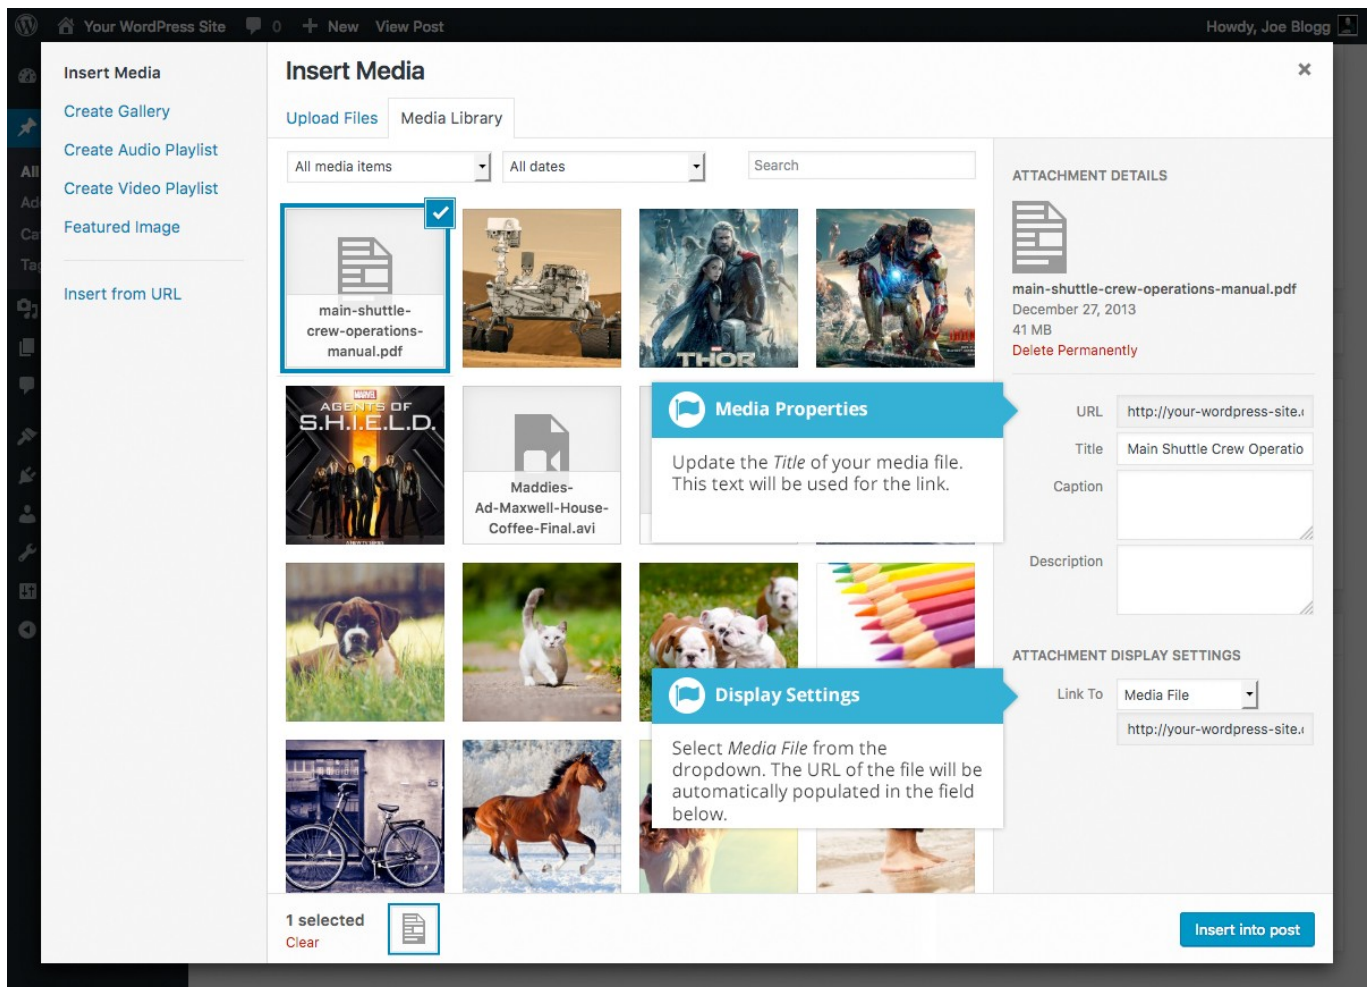 Your WordPress Site 0 New View Post Howdy, Joe Blogg
Insert Media
Create Gallery
Create Audio Playlist
Create Video Playlist
Featured Image
Insert from URL
All
Insert Media
Upload Files Media Library
All media items All dates Search
main-shuttle-
crew-operations-
manual.pdf
THOR
MARVEL
AGENTS OF
S.H.I.E.L.D.
Maddies-
Ad-Maxwell-House-
Coffee-Final.avi
Media Properties
Update the Title of your media file.
This text will be used for the link.
Display Settings
Select Media File from the
dropdown. The URL of the file will be
automatically populated in the field
below.
ATTACHMENT DETAILS
main-shuttle-crew-operations-manual.pdf
December 27, 2013
41 MB
Delete Permanently
URL http://your-wordpress-site.
Title Main Shuttle Crew Operatio
Caption
Description
ATTACHMENT DISPLAY SETTINGS
Link To Media File
http://your-wordpress-site.
1 selected
Clear
Insert into post